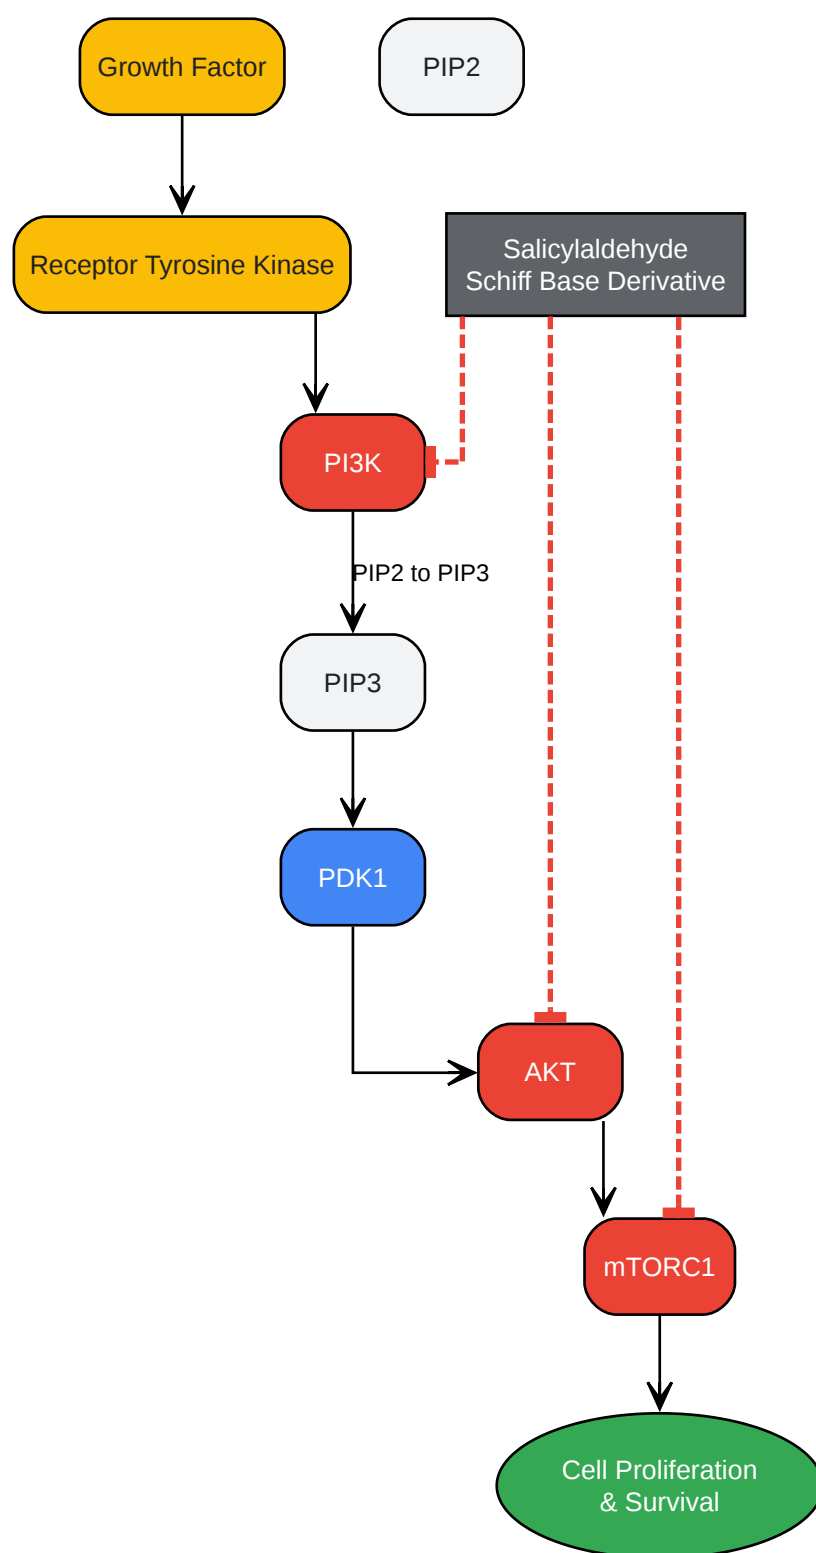 Growth Factor
PIP2
Receptor Tyrosine Kinase
Salicylaldehyde
Schiff Base Derivative
PI3K
PIP2 to PIP3
PIP3
PDK1
AKT
mTORC1
Cell Proliferation
& Survival